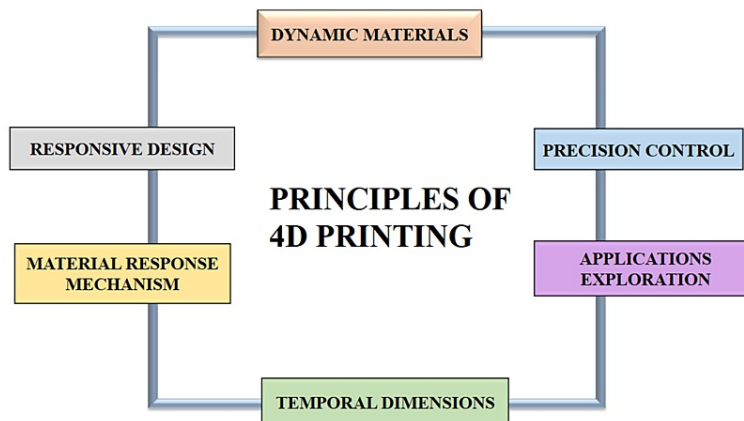 DYNAMIC MATERIALS
RESPONSIVE DESIGN
PRECISION CONTROL
PRINCIPLES OF
4D PRINTING
MATERIAL RESPONSE
MECHANISM
APPLICATIONS
EXPLORATION
TEMPORAL DIMENSIONS